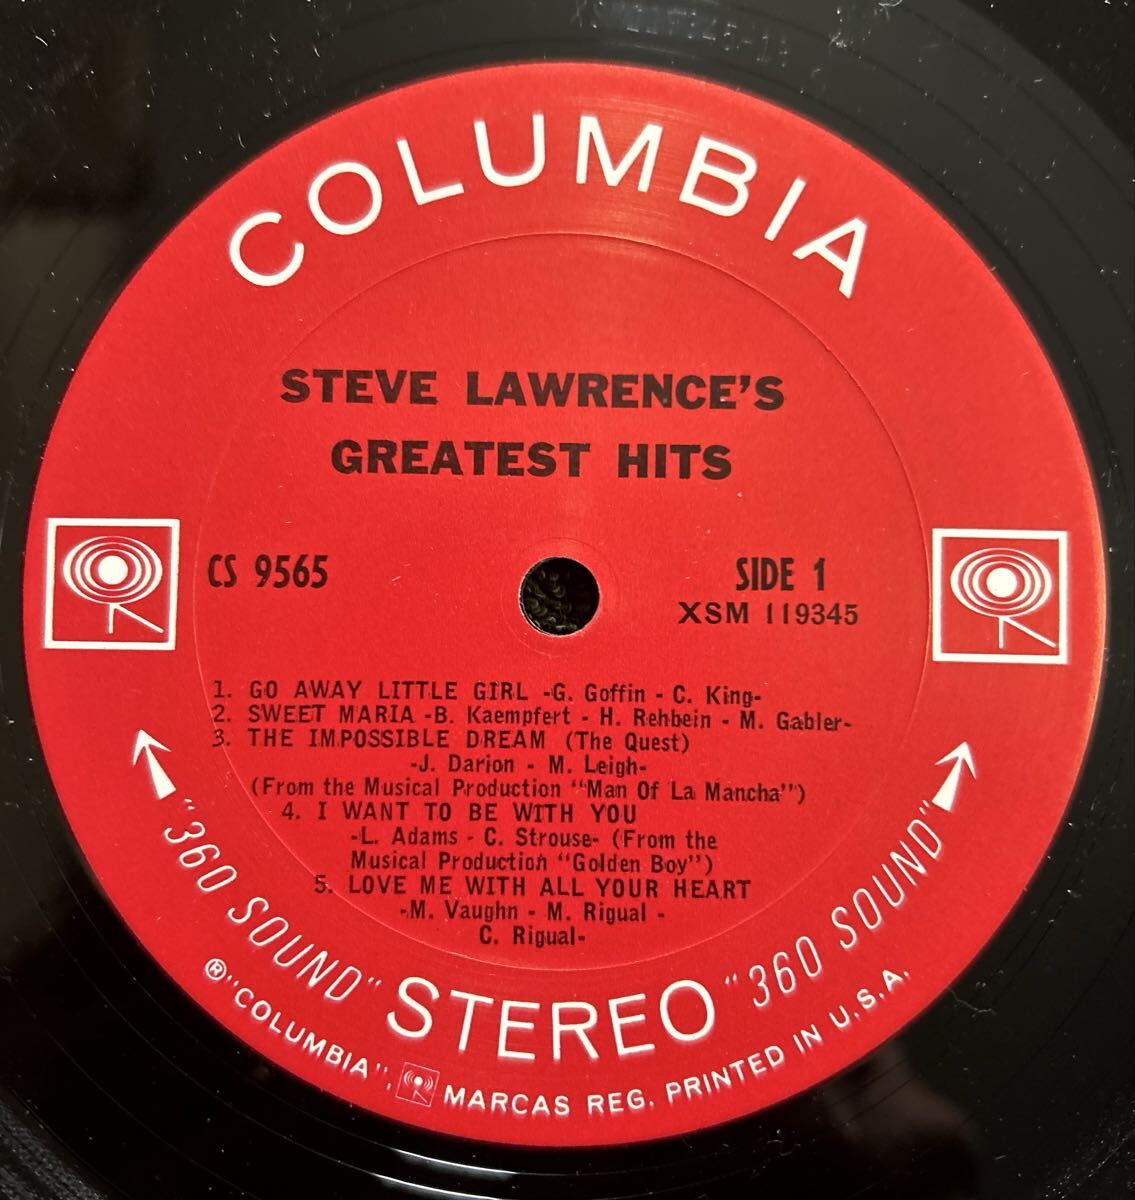 COLUMBIA
STEVE LAWRENCE'S
GREATEST HITS
CS 9565
SIDE 1
XSM 119345
1. GO AWAY LITTLE GIRL -G. Goffin - C. King-
2. SWEET MARIA -B. Kaempfert - H. Rehbein - M. Gabler-
3. THE IMPOSSIBLE DREAM (The Quest)
-J. Darion - M. Leigh-
(From the Musical Production "Man Of La Mancha")
4. I WANT TO BE WITH YOU
-L. Adams - C. Strouse- (From the
Musical Production "Golden Boy")
5. LOVE ME WITH ALL YOUR HEART
-M. Vaughn - M. Rigual -
C. Rigual-
"360 SOUND" STEREO "360 SOUND"
®"COLUMBIA", MARCAS REG. PRINTED IN U.S.A.